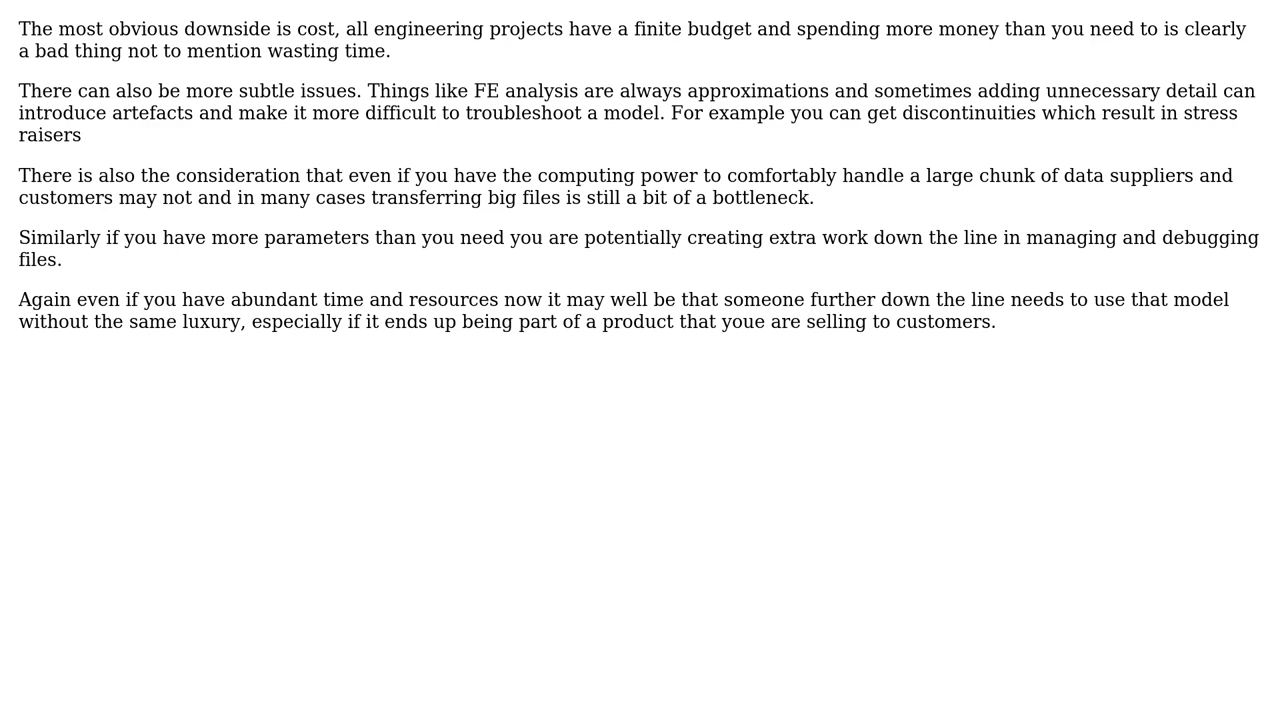 The most obvious downside is cost, all engineering projects have a finite budget and spending more money than you need to is clearly
a bad thing not to mention wasting time.
There can also be more subtle issues. Things like FE analysis are always approximations and sometimes adding unnecessary detail can
introduce artefacts and make it more difficult to troubleshoot a model. For example you can get discontinuities which result in stress
raisers
There is also the consideration that even if you have the computing power to comfortably handle a large chunk of data suppliers and
customers may not and in many cases transferring big files is still a bit of a bottleneck.
Similarly if you have more parameters than you need you are potentially creating extra work down the line in managing and debugging
files.
Again even if you have abundant time and resources now it may well be that someone further down the line needs to use that model
without the same luxury, especially if it ends up being part of a product that youe are selling to customers.